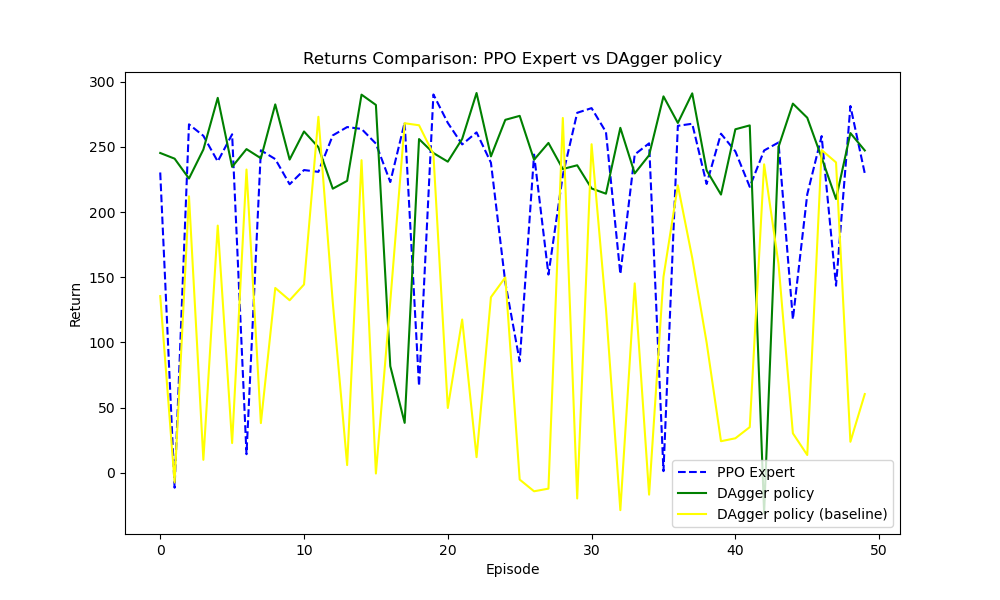 Returns Comparison: PPO Expert vs DAgger policy
300
250
200
150
100
50
0
Return
PPO Expert
DAgger policy
DAgger policy (baseline)
0 10 20 30 40 50
Episode